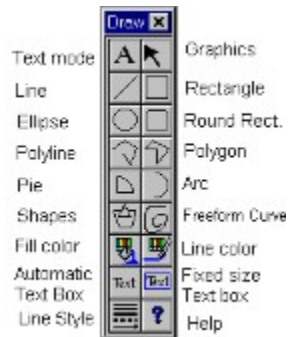 Draw
Text mode A Graphics
Line Rectangle
Ellipse Round Rect.
Polyline Polygon
Pie Arc
Shapes Freeform Curve
Fill color Line color
Automatic Text Box Text Text Fixed size Text box
Line Style ? Help